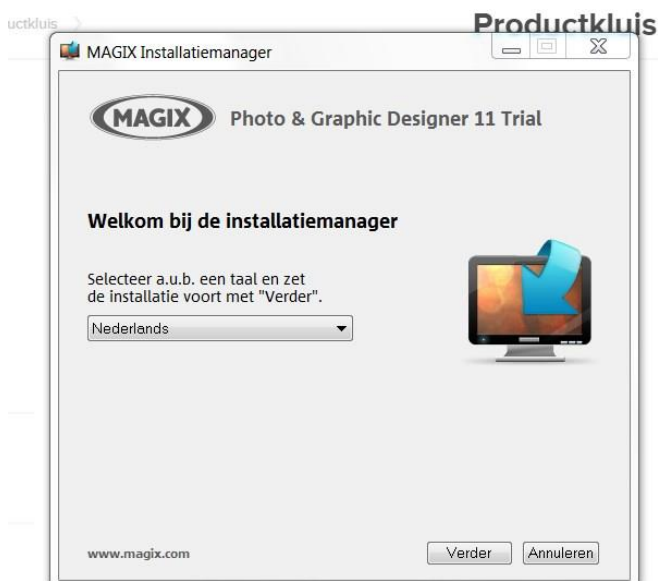 uctkluis
Productkluis
MAGIX Installatiemanager
MAGIX
Photo & Graphic Designer 11 Trial
Welkom bij de installatiemanager
Selecteer a.u.b. een taal en zet
de installatie voort met "Verder".
Nederlands
www.magix.com
Verder
Annuleren